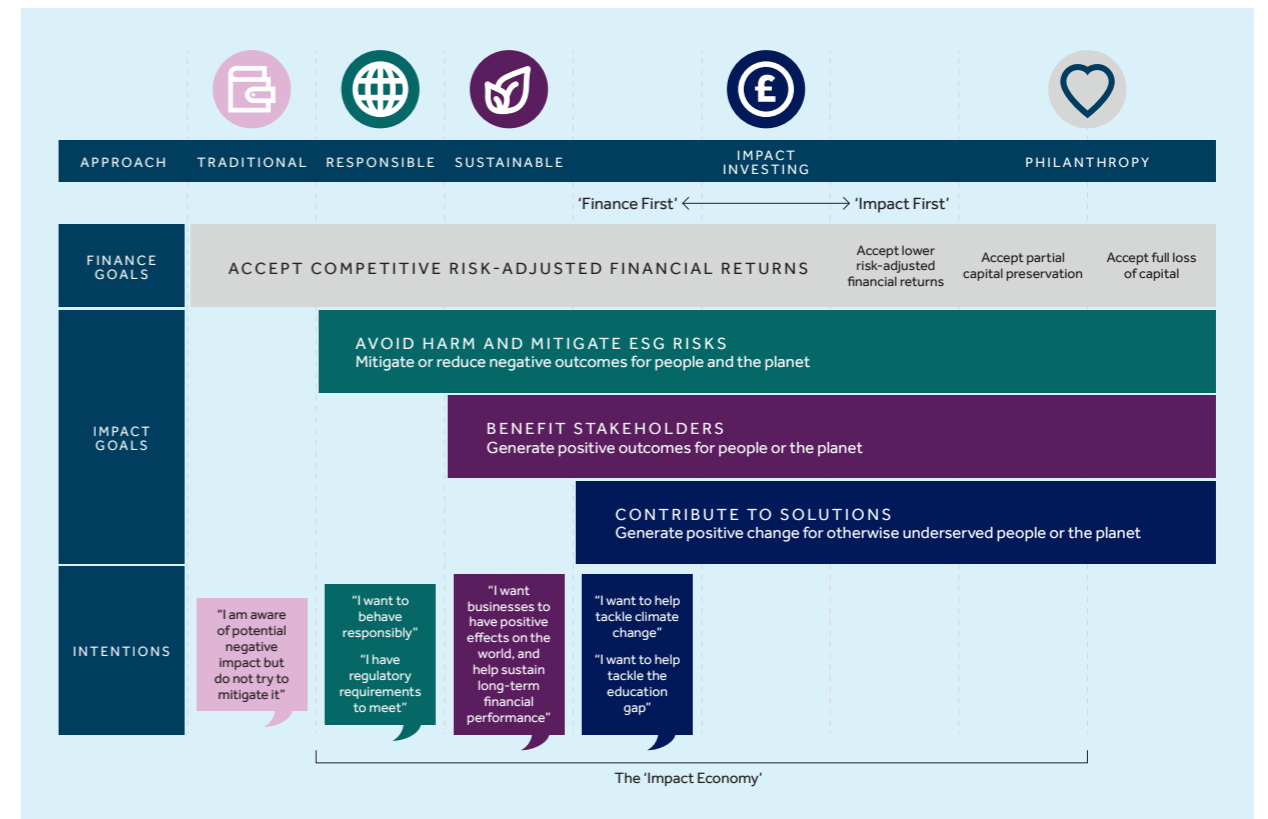 APPROACH
TRADITIONAL
RESPONSIBLE
SUSTAINABLE
IMPACT
INVESTING
PHILANTHROPY
‘Finance First’
‘Impact First’
FINANCE
GOALS
ACCEPT COMPETITIVE RISK-ADJUSTED FINANCIAL RETURNS
Accept lower
risk-adjusted
financial returns
Accept partial
capital preservation
Accept full loss
of capital
IMPACT
GOALS
AVOID HARM AND MITIGATE ESG RISKS
Mitigate or reduce negative outcomes for people and the planet
BENEFIT STAKEHOLDERS
Generate positive outcomes for people or the planet
CONTRIBUTE TO SOLUTIONS
Generate positive change for otherwise underserved people or the planet
INTENTIONS
“I am aware
of potential
negative
impact but
do not try to
mitigate it”
“I want to
behave
responsibly”
“I have
regulatory
requirements
to meet”
“I want
businesses to
have positive
effects on the
world, and
help sustain
long-term
financial
performance”
“I want to help
tackle climate
change”
“I want to help
tackle the
education
gap”
The ‘Impact Economy’